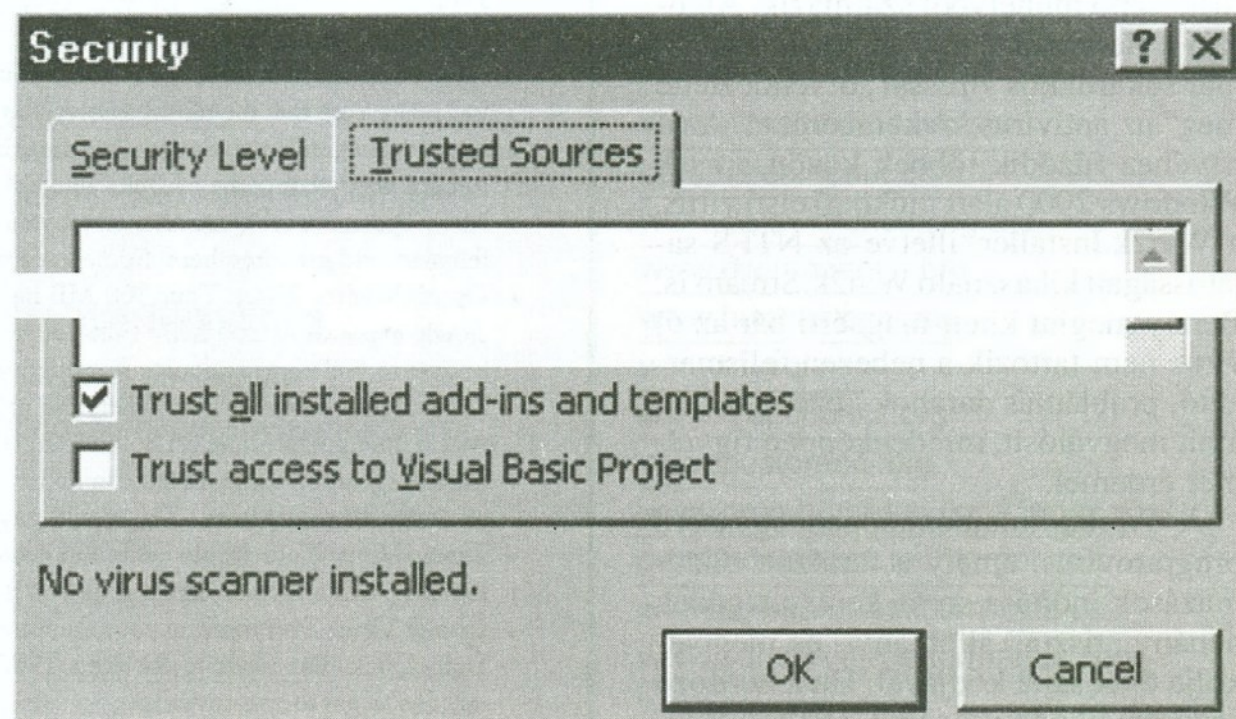 Security
Security Level
Trusted Sources
Trust all installed add-ins and templates
Trust access to Visual Basic Project
No virus scanner installed.
OK
Cancel